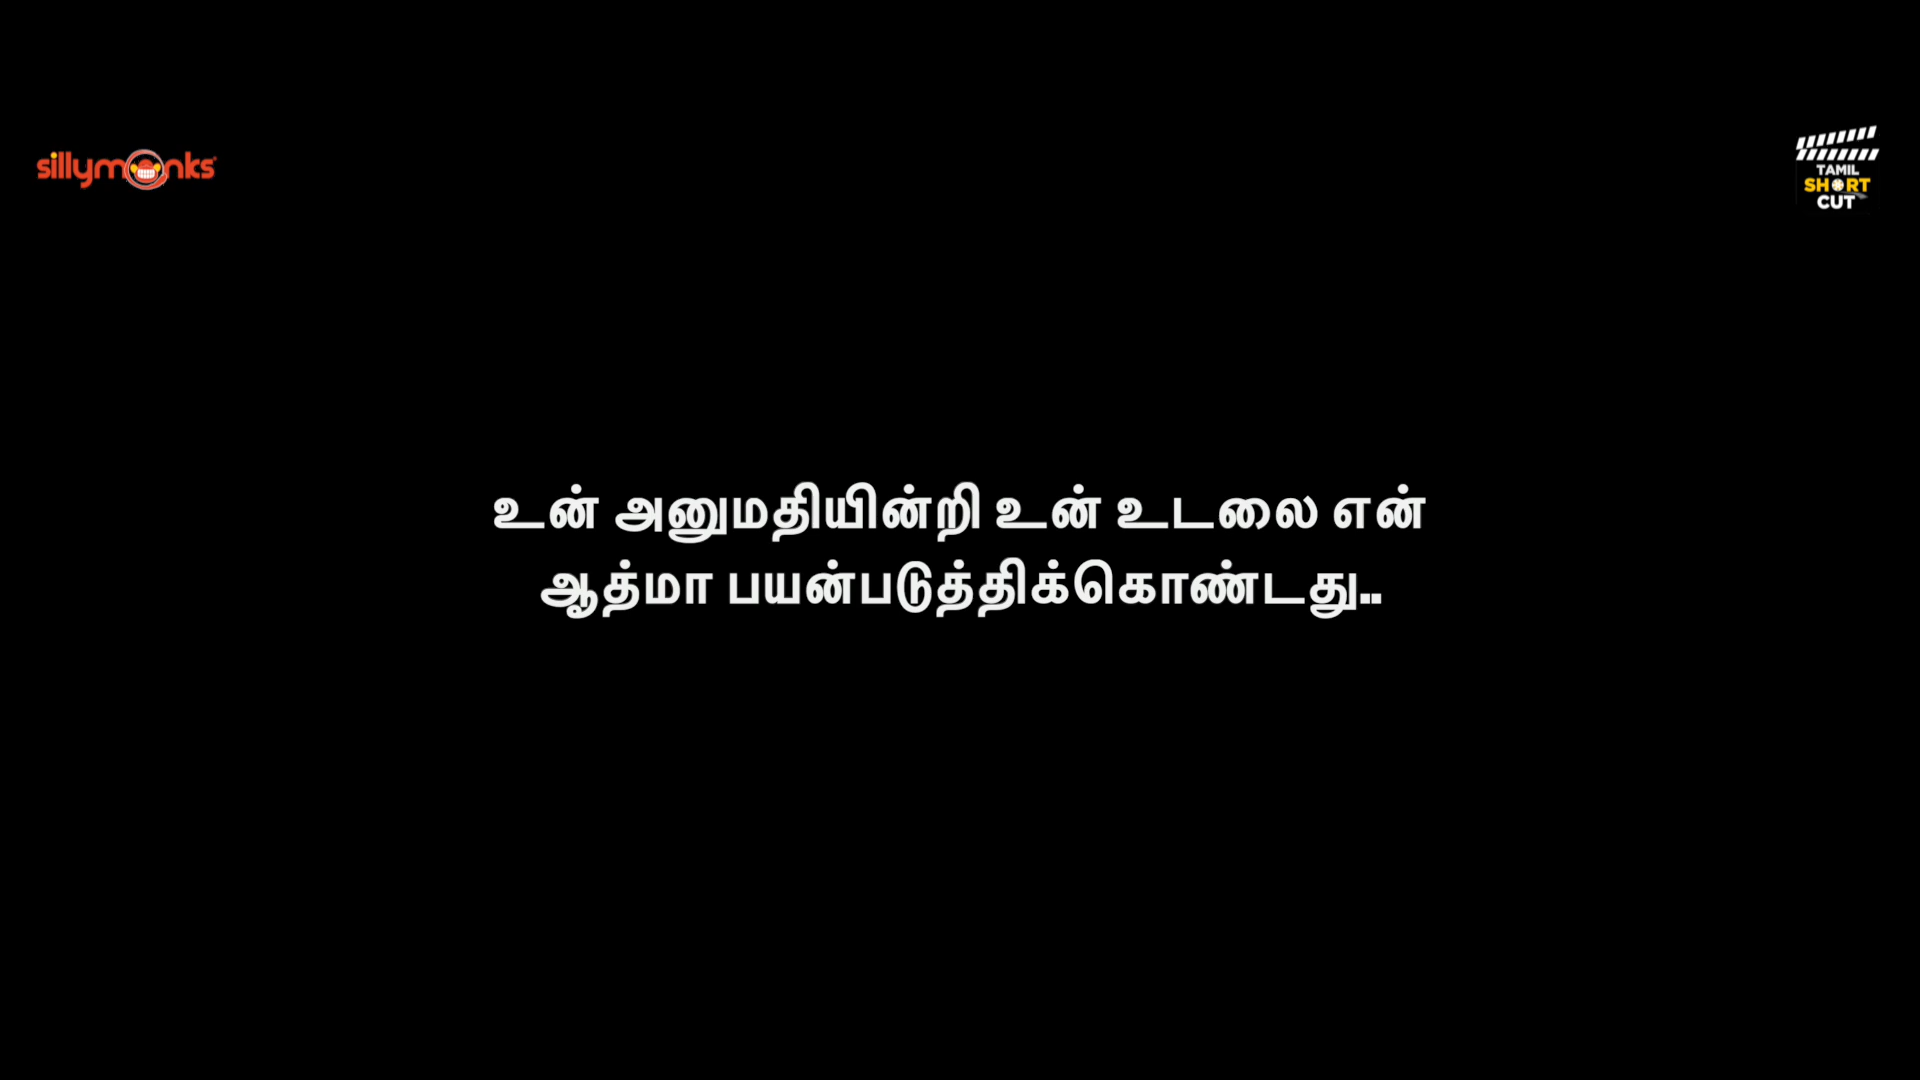 sillymonks
TAMIL
SHORT
CUT
உன் அனுமதியின்றி உன் உடலை என்
ஆத்மா பயன்படுத்திக்கொண்டது..